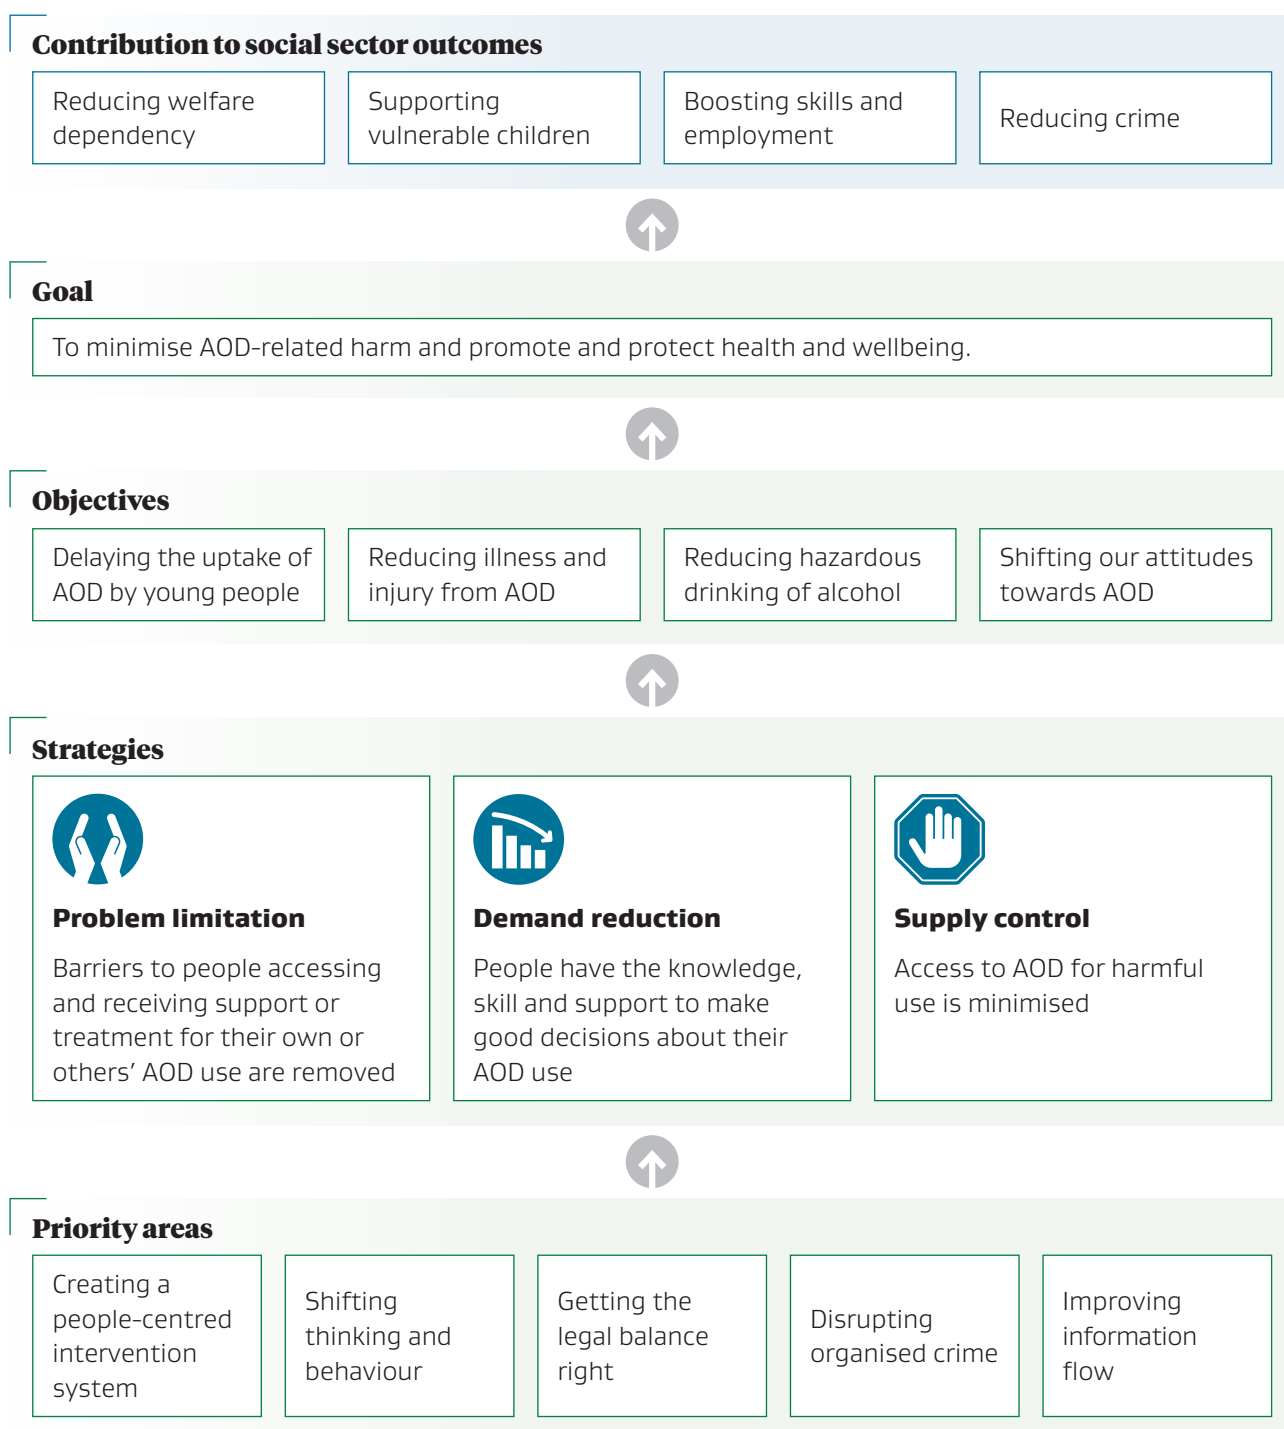 Contribution to social sector outcomes
Reducing welfare
dependency
Supporting
vulnerable children
Boosting skills and
employment
Reducing crime
Goal
To minimise AOD-related harm and promote and protect health and wellbeing.
Objectives
Delaying the uptake of
AOD by young people
Reducing illness and
injury from AOD
Reducing hazardous
drinking of alcohol
Shifting our attitudes
towards AOD
Strategies
Problem limitation
Barriers to people accessing
and receiving support or
treatment for their own or
others’ AOD use are removed
Demand reduction
People have the knowledge,
skill and support to make
good decisions about their
AOD use
Supply control
Access to AOD for harmful
use is minimised
Priority areas
Creating a
people-centred
intervention
system
Shifting
thinking and
behaviour
Getting the
legal balance
right
Disrupting
organised crime
Improving
information
flow